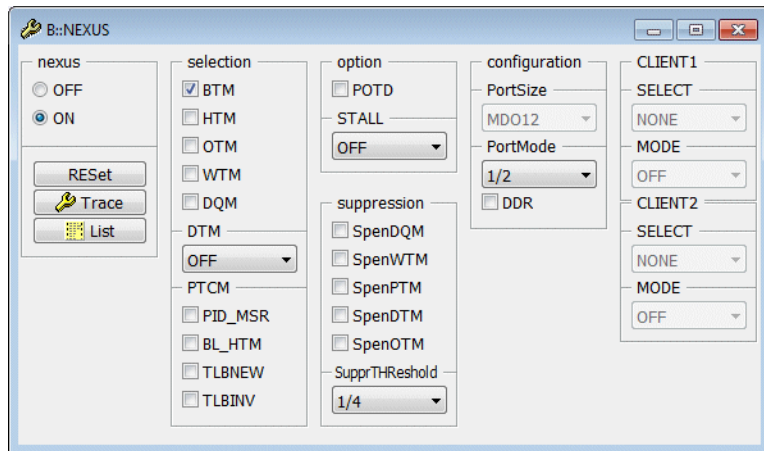 B::NEXUS
nexus
OFF
ON
RESet
Trace
List
selection
BTM
HTM
OTM
WTM
DQM
DTM
OFF
PTCM
PID_MSR
BL_HTM
TLBNEW
TLBINV
option
POTD
STALL
OFF
suppression
SpenDQM
SpenWTM
SpenPTM
SpenDTM
SpenOTM
SupprTHReshold
1/4
configuration
PortSize
MDO12
PortMode
1/2
DDR
CLIENT1
SELECT
NONE
MODE
OFF
CLIENT2
SELECT
NONE
MODE
OFF